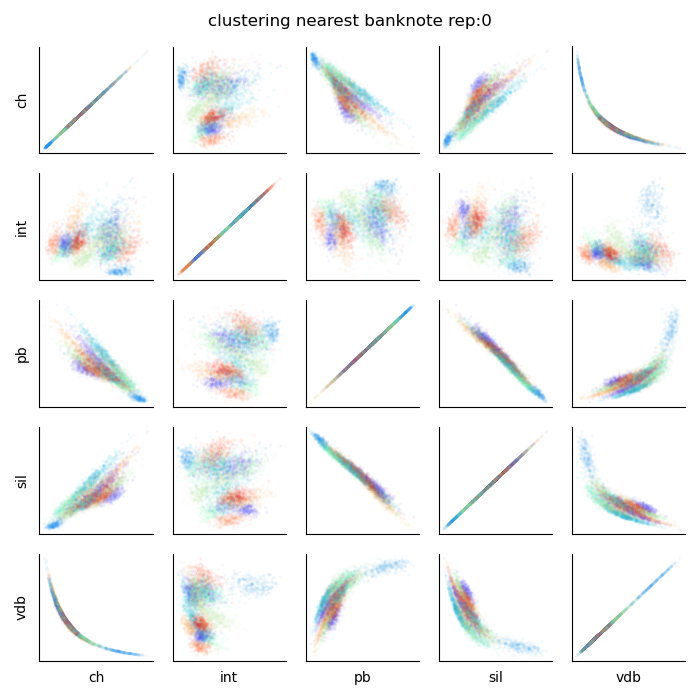 clustering nearest banknote rep:0
ch
int
pb
sil
vdb
ch int pb sil vdb